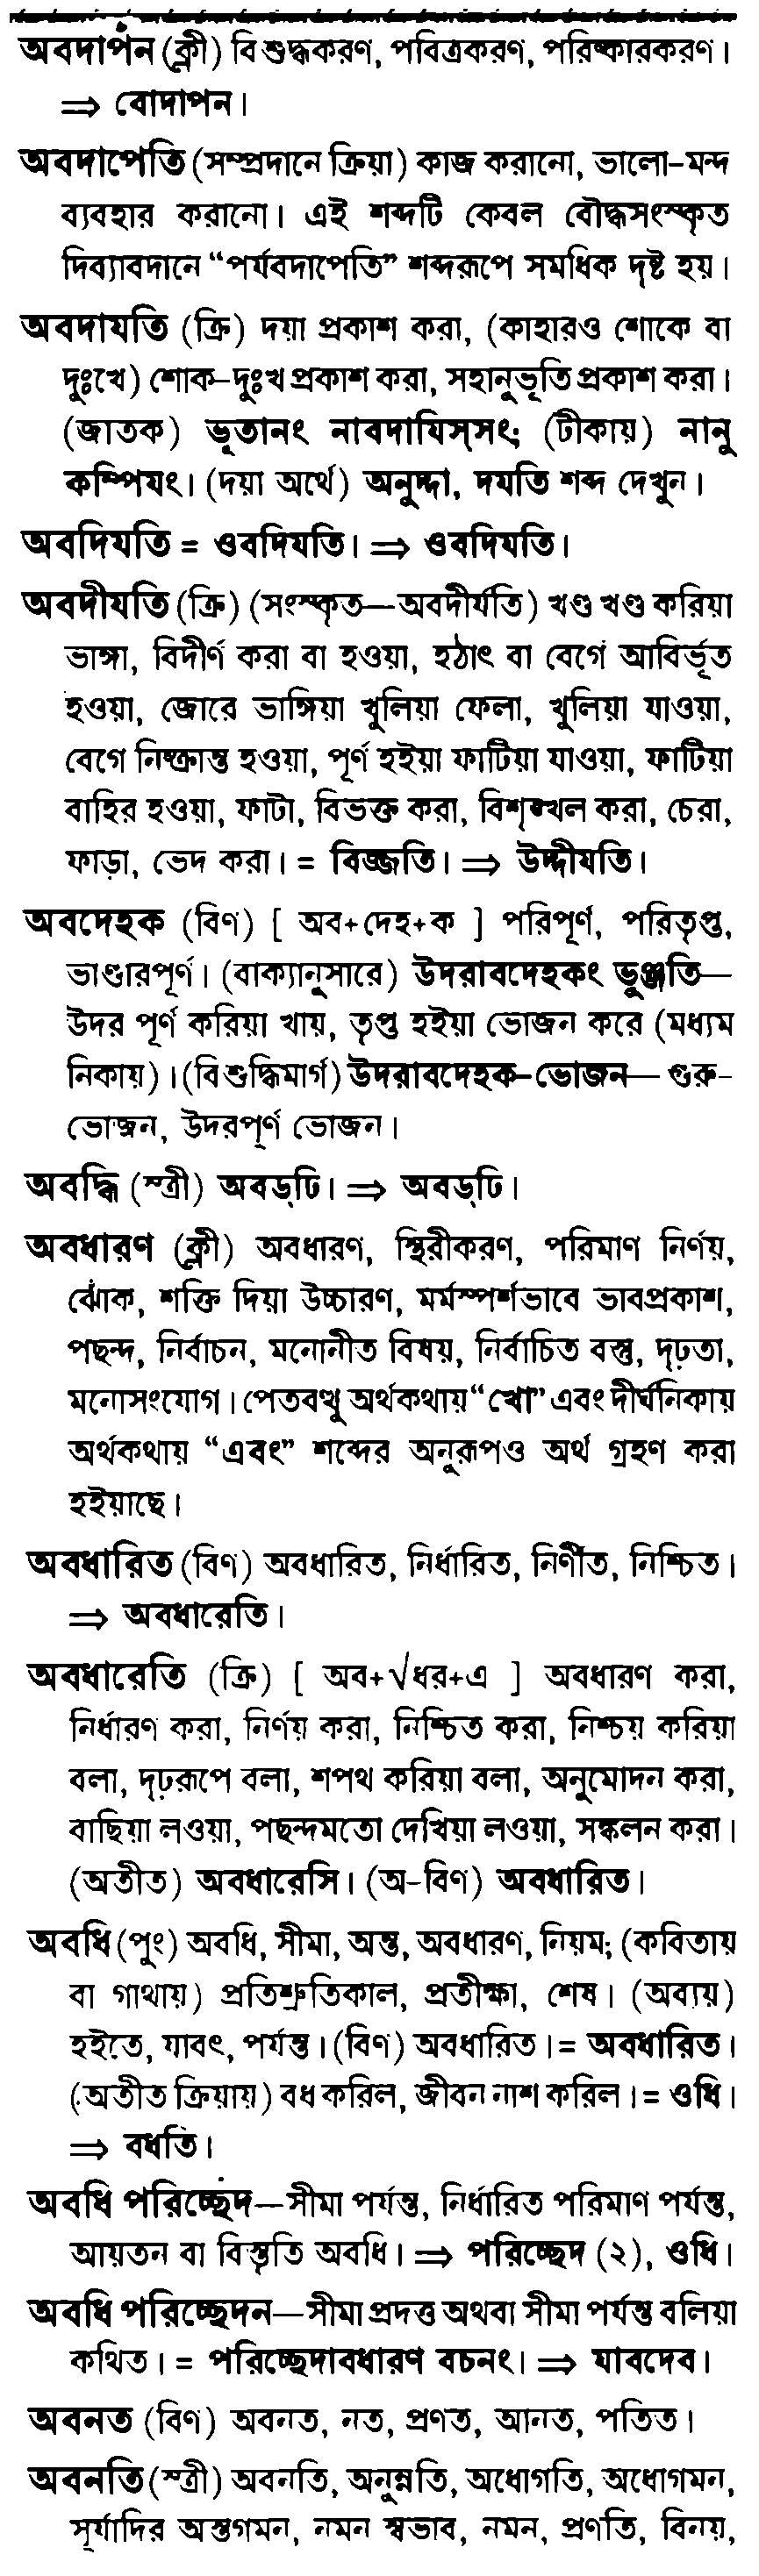 অবদাপন (ক্লী) বিশুদ্ধকরণ, পবিত্রকরণ, পরিষ্কারকরণ।
⇒ বোদাপন।
অবদাপেতি (সম্প্রদানে ক্রিয়া) কাজ করানো, ভালো-মন্দ
ব্যবহার করানো। এই শব্দটি কেবল বৌদ্ধসংস্কৃত
দিব্যাবদানে “পর্যবদাপেতি” শব্দরূপে সমধিক দৃষ্ট হয়।
অবদাযতি (ক্রি) দয়া প্রকাশ করা, (কাহারও শোকে বা
দুঃখে) শোক-দুঃখ প্রকাশ করা, সহানুভূতি প্রকাশ করা।
(জাতক) ভূতানং নাবদাযিস্সং; (টীকায়) নানু
কম্পিযং। (দয়া অর্থে) অনুদ্দা, দযতি শব্দ দেখুন।
অবদিযতি = ওবদিযতি। ⇒ ওবদিযতি।
অবদীযতি (ক্রি) (সংস্কৃত—অবদীর্যতি) খণ্ড খণ্ড করিয়া
ভাঙ্গা, বিদীর্ণ করা বা হওয়া, হঠাৎ বা বেগে আবির্ভূত
হওয়া, জোরে ভাঙ্গিয়া খুলিয়া ফেলা, খুলিয়া যাওয়া,
বেগে নিষ্ক্রান্ত হওয়া, পূর্ণ হইয়া ফাটিয়া যাওয়া, ফাটিয়া
বাহির হওয়া, ফাটা, বিভক্ত করা, বিশৃঙ্খল করা, চেরা,
ফাড়া, ভেদ করা। = বিজ্জতি। ⇒ উদ্দীযতি।
অবদেহক (বিণ) [ অব+দেহ+ক ] পরিপূর্ণ, পরিতৃপ্ত,
ভাণ্ডারপূর্ণ। (বাক্যানুসারে) উদরাবদেহকং ভুঞ্জতি—
উদর পূর্ণ করিয়া খায়, তৃপ্ত হইয়া ভোজন করে (মধ্যম
নিকায়)। (বিশুদ্ধিমার্গ) উদরাবদেহক-ভোজন— গুরু-
ভোজন, উদরপূর্ণ ভোজন।
অবদ্ধি (স্ত্রী) অবড্ঢি। ⇒ অবড্ঢি।
অবধারণ (ক্লী) অবধারণ, স্থিরীকরণ, পরিমাণ নির্ণয়,
ঝোঁক, শক্তি দিয়া উচ্চারণ, মর্মস্পর্শভাবে ভাবপ্রকাশ,
পছন্দ, নির্বাচন, মনোনীত বিষয়, নির্বাচিত বস্তু, দৃঢ়তা,
মনোসংযোগ। পেতবত্থু অর্থকথায় “খো” এবং দীর্ঘনিকায়
অর্থকথায় “এবং” শব্দের অনুরূপও অর্থ গ্রহণ করা
হইয়াছে।
অবধারিত (বিণ) অবধারিত, নির্ধারিত, নির্ণীত, নিশ্চিত।
⇒ অবধারেতি।
অবধারেতি (ক্রি) [ অব+√ধর+এ ] অবধারণ করা,
নির্ধারণ করা, নির্ণয় করা, নিশ্চিত করা, নিশ্চয় করিয়া
বলা, দৃঢ়রূপে বলা, শপথ করিয়া বলা, অনুমোদন করা,
বাছিয়া লওয়া, পছন্দমতো দেখিয়া লওয়া, সঙ্কলন করা।
(অতীত) অবধারেসি। (অ-বিণ) অবধারিত।
অবধি (পুং) অবধি, সীমা, অন্ত, অবধারণ, নিয়ম; (কবিতায়
বা গাথায়) প্রতিশ্রুতিকাল, প্রতীক্ষা, শেষ। (অব্যয়)
হইতে, যাবৎ, পর্যন্ত। (বিণ) অবধারিত। = অবধারিত।
(অতীত ক্রিয়ায়) বধ করিল, জীবন নাশ করিল। = ওধি।
⇒ বধতি।
অবধি পরিচ্ছেদ—সীমা পর্যন্ত, নির্ধারিত পরিমাণ পর্যন্ত,
আয়তন বা বিস্তৃতি অবধি। ⇒ পরিচ্ছেদ (২), ওধি।
অবধি পরিচ্ছেদন—সীমা প্রদত্ত অথবা সীমা পর্যন্ত বলিয়া
কথিত। = পরিচ্ছেদাবধারণ বচনং। ⇒ যাবদেব।
অবনত (বিণ) অবনত, নত, প্রণত, আনত, পতিত।
অবনতি (স্ত্রী) অবনতি, অনুন্নতি, অধোগতি, অধোগমন,
সূর্যাদির অস্তগমন, নমন স্বভাব, নমন, প্রণতি, বিনয়,